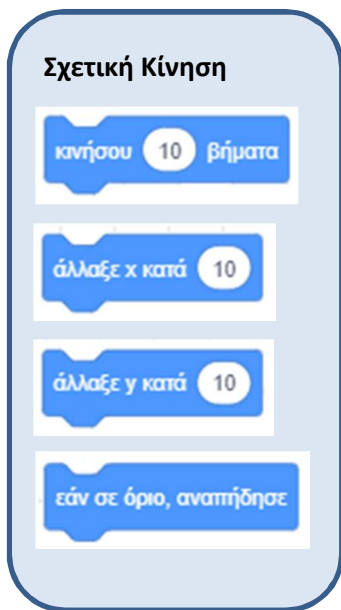 Σχετική Κίνηση
κινήσου 10 βήματα
άλλαξε x κατά 10
άλλαξε y κατά 10
εάν σε όριο, αναπήδησε